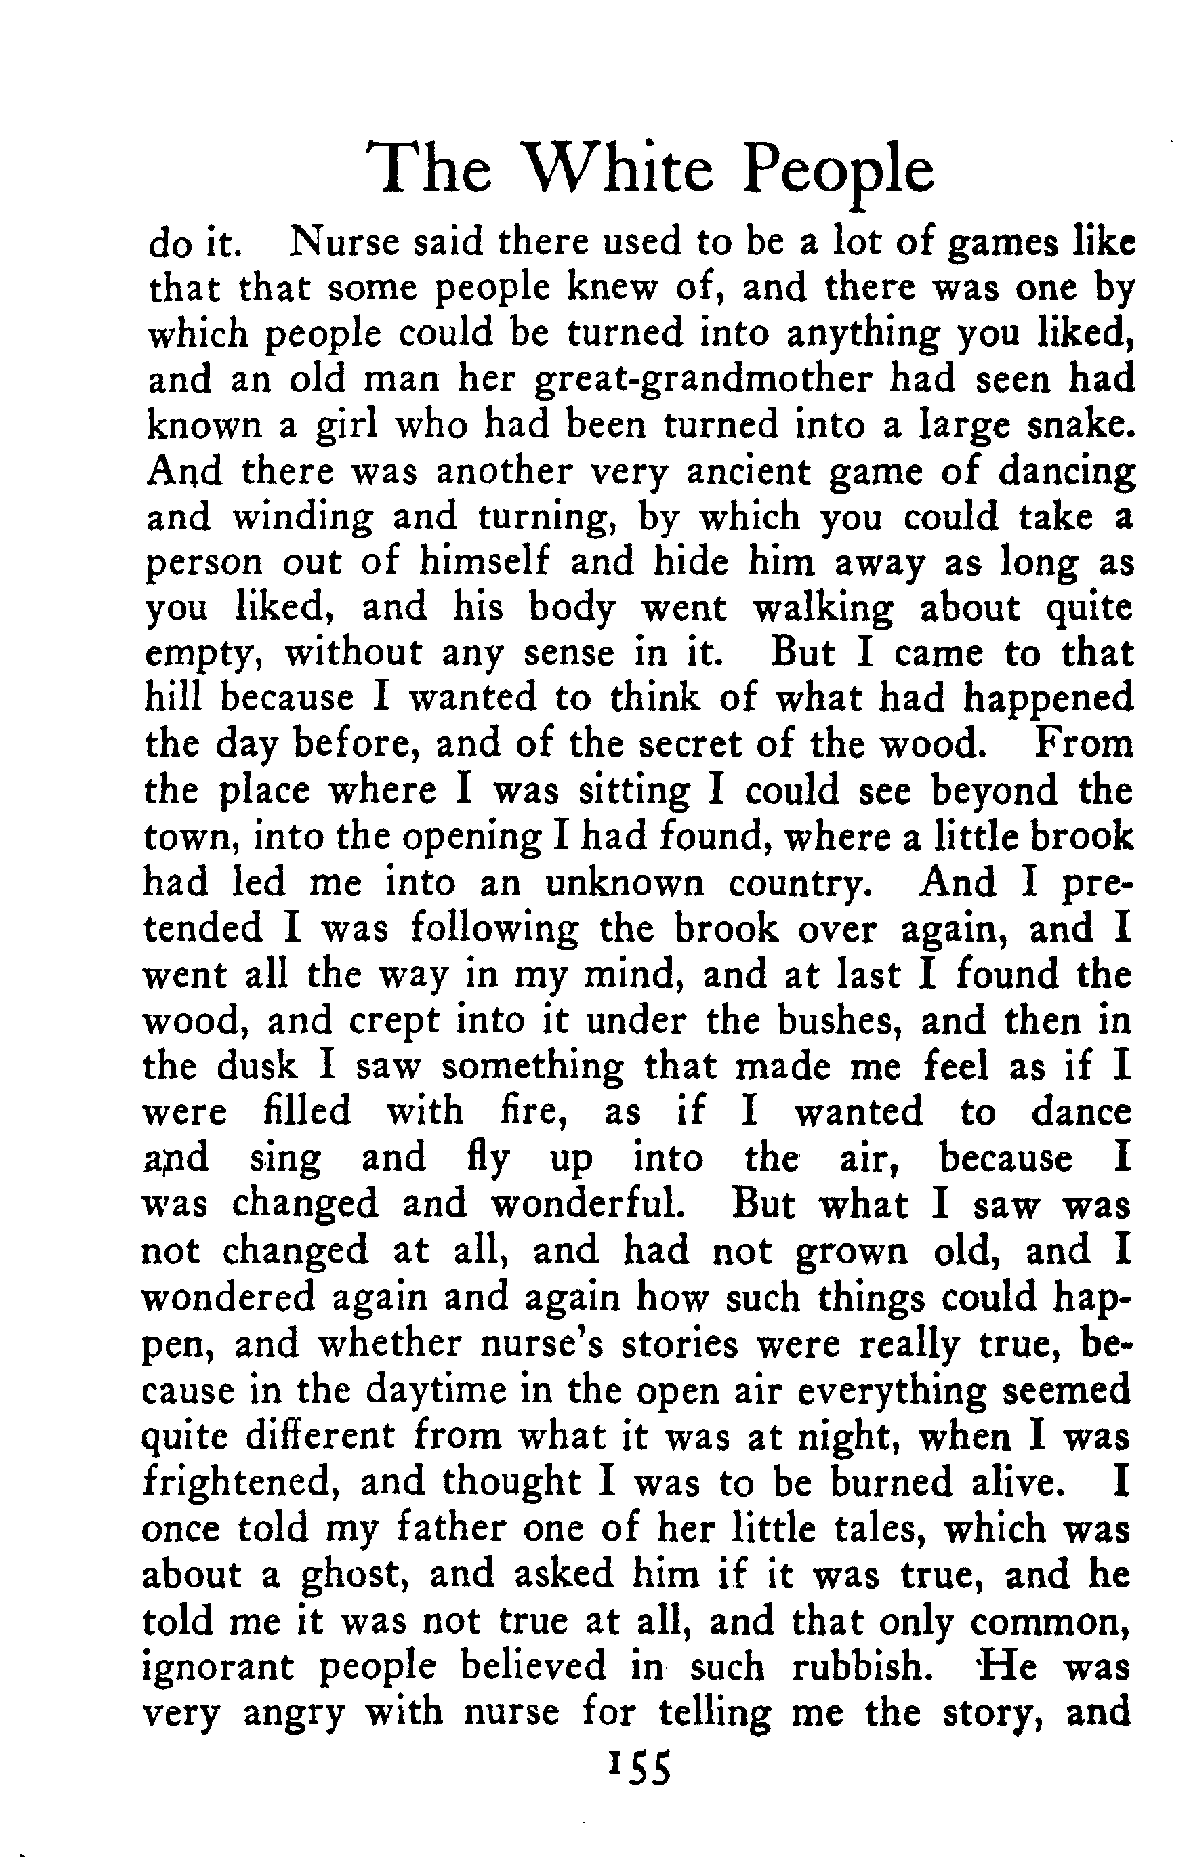 The White People
do it. Nurse said there used to be a lot of games like
that that some people knew of, and there was one by
which people could be turned into anything you liked,
and an old man her great-grandmother had seen had
known a girl who had been turned into a large snake.
And there was another very ancient game of dancing
and winding and turning, by which you could take a
person out of himself and hide him away as long as
you liked, and his body went walking about quite
empty, without any sense in it. But I came to that
hill because I wanted to think of what had happened
the day before, and of the secret of the wood. From
the place where I was sitting I could see beyond the
town, into the opening I had found, where a little brook
had led me into an unknown country. And I pre-
tended I was following the brook over again, and I
went all the way in my mind, and at last I found the
wood, and crept into it under the bushes, and then in
the dusk I saw something that made me feel as if I
were filled with fire, as if I wanted to dance
and sing and fly up into the air, because I
was changed and wonderful. But what I saw was
not changed at all, and had not grown old, and I
wondered again and again how such things could hap-
pen, and whether nurse's stories were really true, be-
cause in the daytime in the open air everything seemed
quite different from what it was at night, when I was
frightened, and thought I was to be burned alive. I
once told my father one of her little tales, which was
about a ghost, and asked him if it was true, and he
told me it was not true at all, and that only common,
ignorant people believed in such rubbish. He was
very angry with nurse for telling me the story, and
155